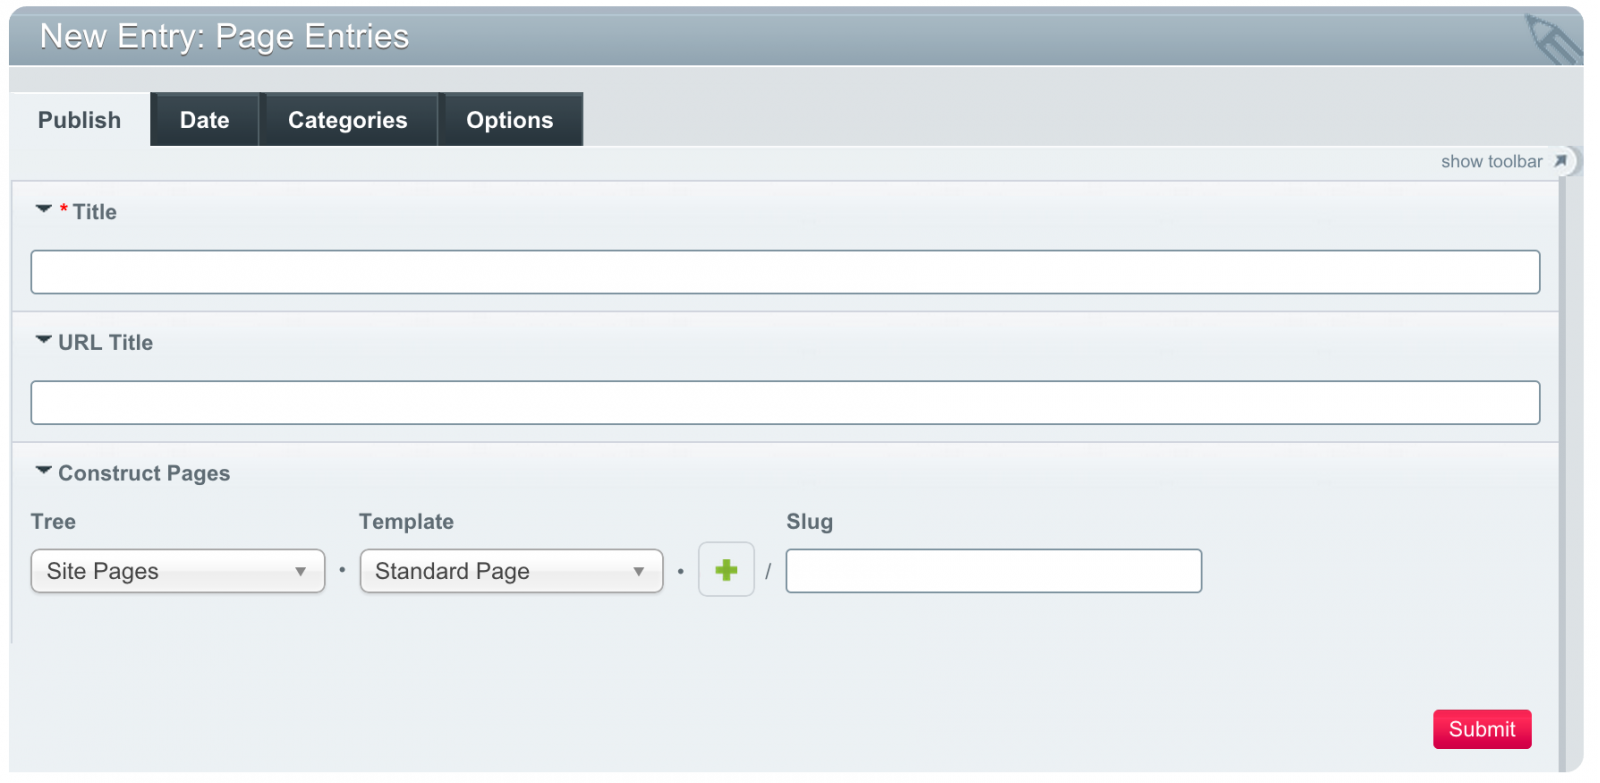 New Entry: Page Entries
Publish Date Categories Options
show toolbar
* Title
URL Title
Construct Pages
Tree Template Slug
Site Pages • Standard Page • /
Submit